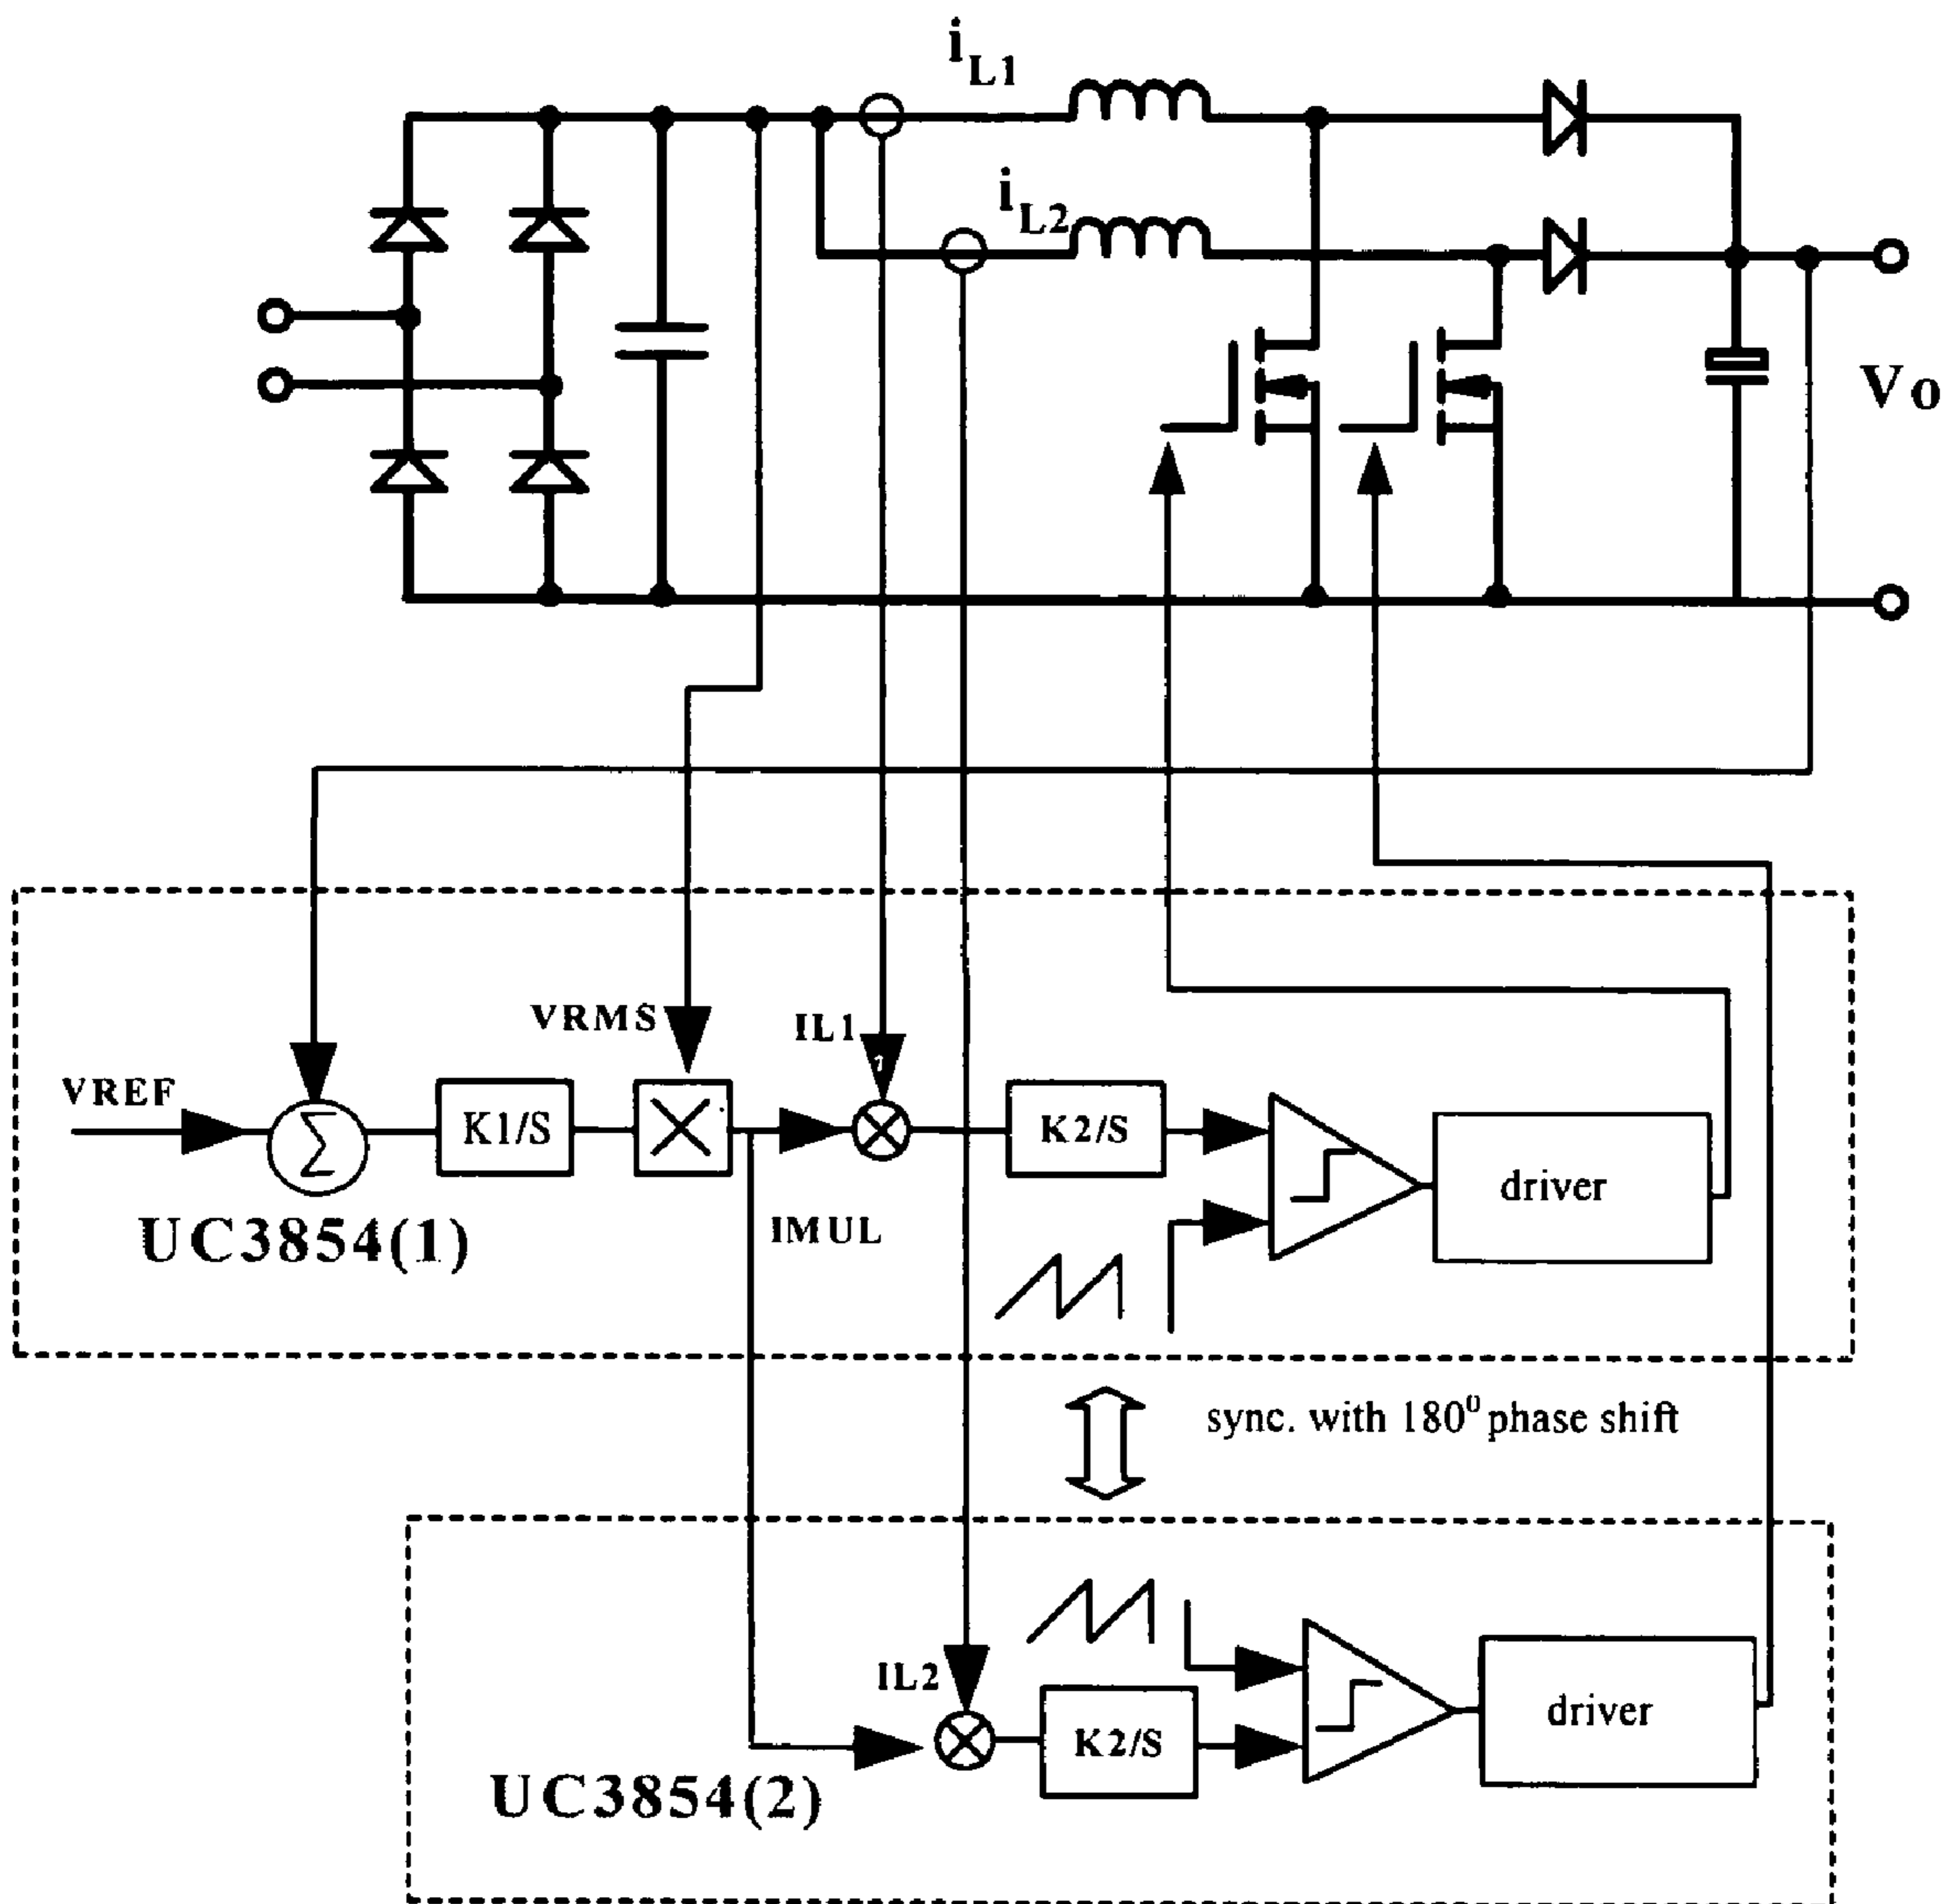 iL1
iL2
Vo
VRMS
IL1
VREF
Σ
K1/S
K2/S
driver
UC3854(1)
IMUL
sync. with 180⁰ phase shift
IL2
K2/S
driver
UC3854(2)